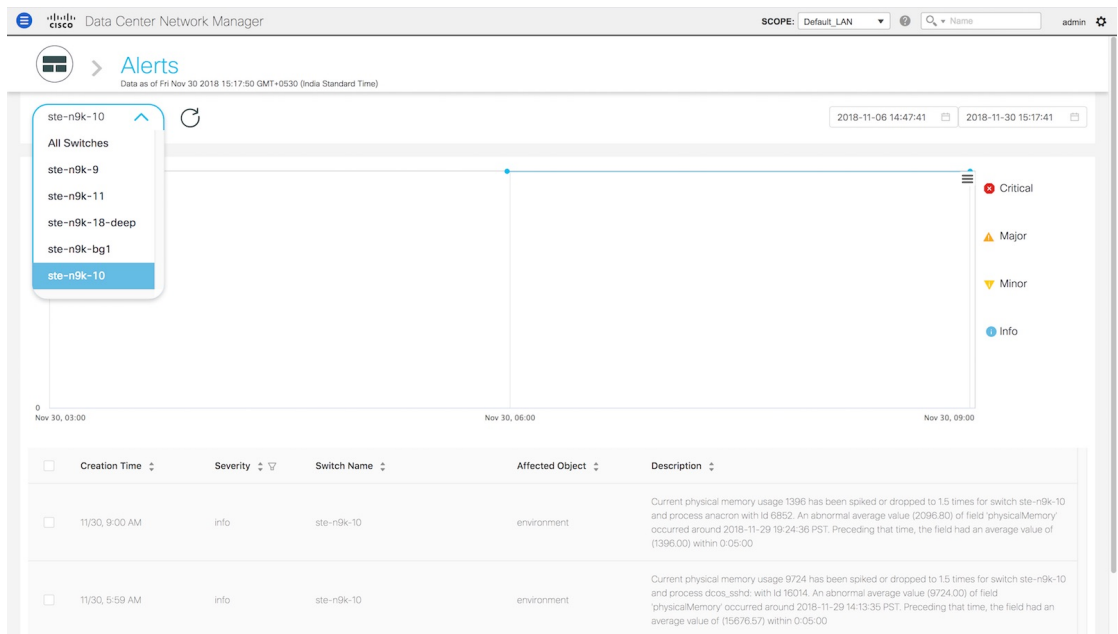 cisco Data Center Network Manager
SCOPE: Default_LAN
Name
admin
Alerts
Data as of Fri Nov 30 2018 15:17:50 GMT+0530 (India Standard Time)
ste-n9k-10
2018-11-06 14:47:41
2018-11-30 15:17:41
All Switches
ste-n9k-9
ste-n9k-11
ste-n9k-18-deep
ste-n9k-bg1
ste-n9k-10
Critical
Major
Minor
Info
0
Nov 30, 03:00
Nov 30, 06:00
Nov 30, 09:00
Creation Time
Severity
Switch Name
Affected Object
Description
11/30, 9:00 AM
info
ste-n9k-10
environment
Current physical memory usage 1396 has been spiked or dropped to 1.5 times for switch ste-n9k-10
and process anacron with Id 6852. An abnormal average value (2096.80) of field 'physicalMemory'
occurred around 2018-11-29 19:24:36 PST. Preceding that time, the field had an average value of
(1396.00) within 0:05:00
11/30, 5:59 AM
info
ste-n9k-10
environment
Current physical memory usage 9724 has been spiked or dropped to 1.5 times for switch ste-n9k-10
and process dcos_sshd: with Id 16014. An abnormal average value (9724.00) of field
'physicalMemory' occurred around 2018-11-29 14:13:35 PST. Preceding that time, the field had an
average value of (15676.57) within 0:05:00